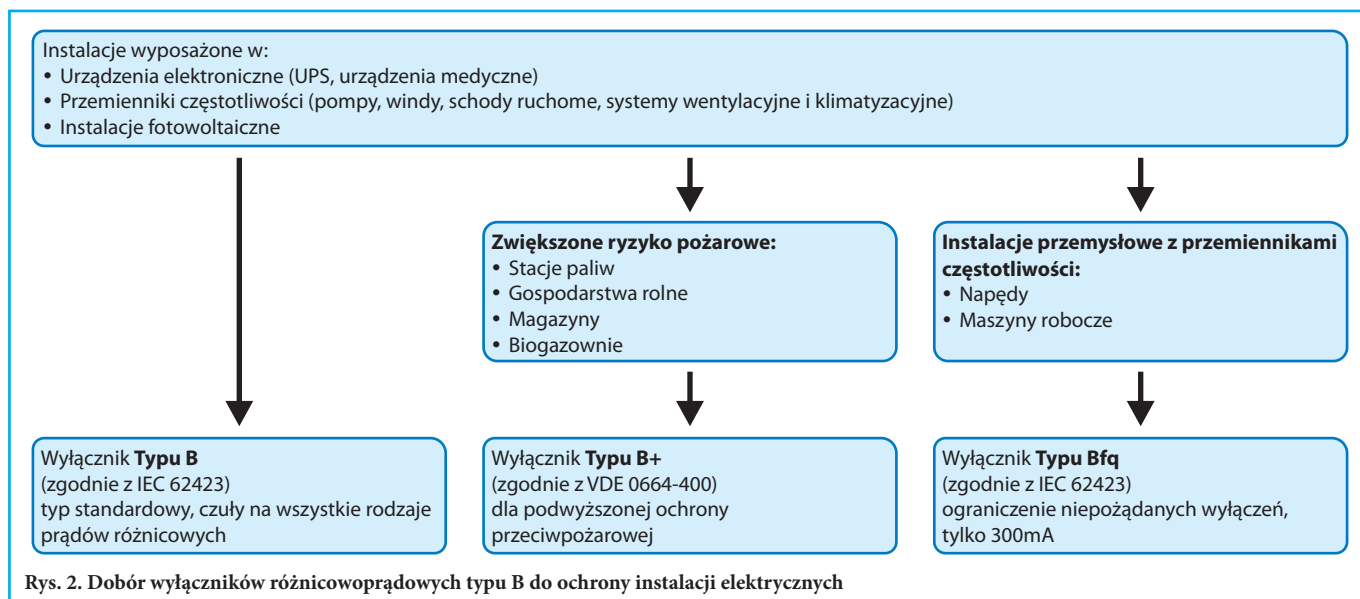 Instalacje wyposażone w:
• Urządzenia elektroniczne (UPS, urządzenia medyczne)
• Przemienniki częstotliwości (pompy, windy, schody ruchome, systemy wentylacyjne i klimatyzacyjne)
• Instalacje fotowoltaiczne
Zwiększone ryzyko pożarowe:
• Stacje paliw
• Gospodarstwa rolne
• Magazyny
• Biogazownie
Instalacje przemysłowe z przemiennikami
częstotliwości:
• Napędy
• Maszyny robocze
Wyłącznik Typu B
(zgodnie z IEC 62423)
typ standardowy, czuły na wszystkie rodzaje
prądów różnicowych
Wyłącznik Typu B+
(zgodnie z VDE 0664-400)
dla podwyższonej ochrony
przeciwpożarowej
Wyłącznik Typu Bfq
(zgodnie z IEC 62423)
ograniczenie niepożądanych wyłączeń,
tylko 300mA
Rys. 2. Dobór wyłączników różnicowoprądowych typu B do ochrony instalacji elektrycznych